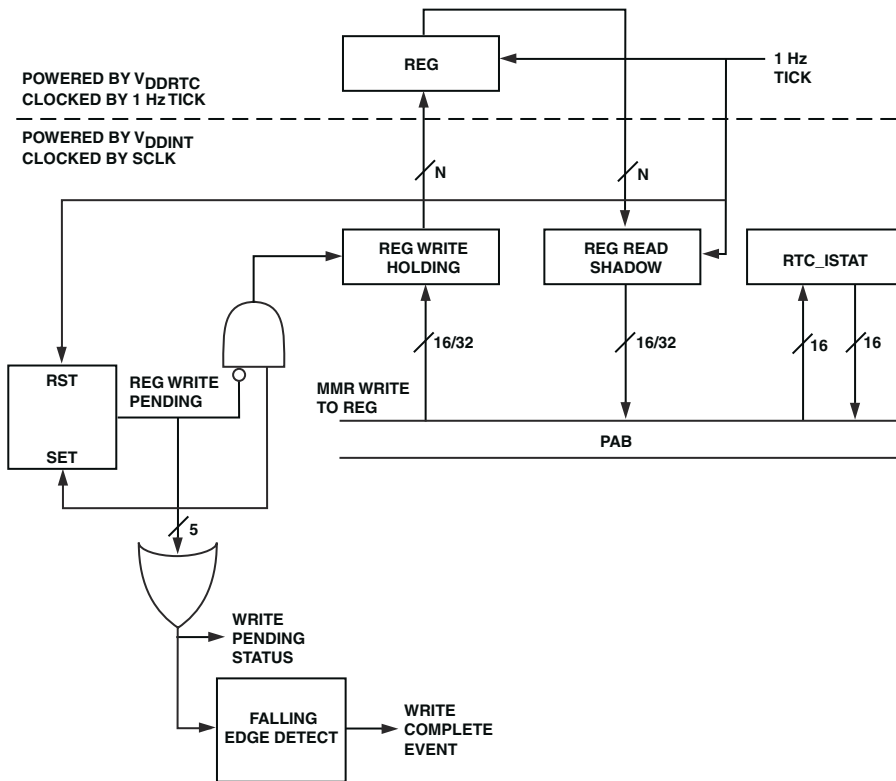 REG
1 Hz
TICK
POWERED BY VDDRTC
CLOCKED BY 1 Hz TICK
POWERED BY VDDINT
CLOCKED BY SCLK
N
N
REG WRITE
HOLDING
REG READ
SHADOW
RTC_ISTAT
16/32
16/32
16
16
RST
REG WRITE
PENDING
MMR WRITE
TO REG
PAB
SET
5
WRITE
PENDING
STATUS
FALLING
EDGE DETECT
WRITE
COMPLETE
EVENT